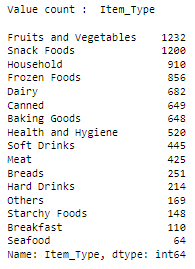 Value count :  Item_Type

Fruits and Vegetables    1232
Snack Foods              1200
Household                 910
Frozen Foods              856
Dairy                     682
Canned                    649
Baking Goods              648
Health and Hygiene        520
Soft Drinks               445
Meat                      425
Breads                    251
Hard Drinks               214
Others                    169
Starchy Foods             148
Breakfast                 110
Seafood                    64
Name: Item_Type, dtype: int64